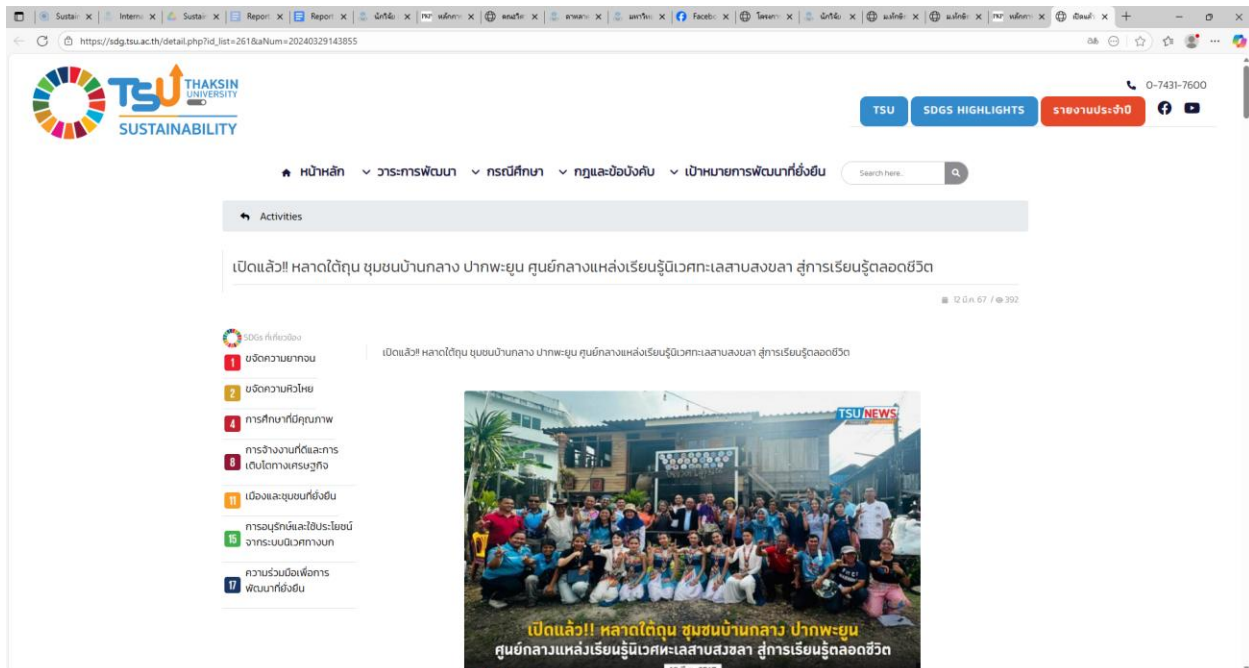 https://sdg.tsu.ac.th/detail.php?id_list=261&aNum=20240329143855
TSU THAKSIN UNIVERSITY
SUSTAINABILITY
0-7431-7600
TSU
SDGS HIGHLIGHTS
รายงานประจำปี
หน้าหลัก
วาระการพัฒนา
กรณีศึกษา
กฎและข้อบังคับ
เป้าหมายการพัฒนาที่ยั่งยืน
Search here..
Activities
เปิดแล้ว!! หลาดใต้ถุน ชุมชนบ้านกลาง ปากพะยูน ศูนย์กลางแหล่งเรียนรู้นิเวศทะเลสาบสงขลา สู่การเรียนรู้ตลอดชีวิต
12 มี.ค. 67 / 392
SDGs ที่เกี่ยวข้อง
1 ขจัดความยากจน
2 ขจัดความหิวโหย
4 การศึกษาที่มีคุณภาพ
8 การจ้างงานที่ดีและการ
เติบโตทางเศรษฐกิจ
11 เมืองและชุมชนที่ยั่งยืน
15 การอนุรักษ์และใช้ประโยชน์
จากระบบนิเวศทางบก
17 ความร่วมมือเพื่อการ
พัฒนาที่ยั่งยืน
เปิดแล้ว!! หลาดใต้ถุน ชุมชนบ้านกลาง ปากพะยูน ศูนย์กลางแหล่งเรียนรู้นิเวศทะเลสาบสงขลา สู่การเรียนรู้ตลอดชีวิต
TSU NEWS
เปิดแล้ว!! หลาดใต้ถุน ชุมชนบ้านกลาง ปากพะยูน
ศูนย์กลางแหล่งเรียนรู้นิเวศทะเลสาบสงขลา สู่การเรียนรู้ตลอดชีวิต